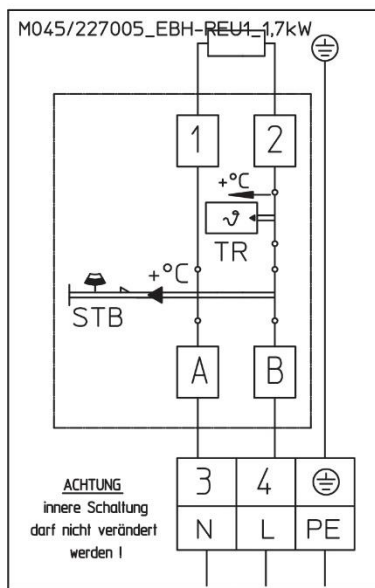 M045/227005_EBH-REU1_1,7kW
1 2
+°C
ϑ
TR
+°C
STB
A B
3 4
N L PE
ACHTUNG
innere Schaltung
darf nicht verändert
werden !